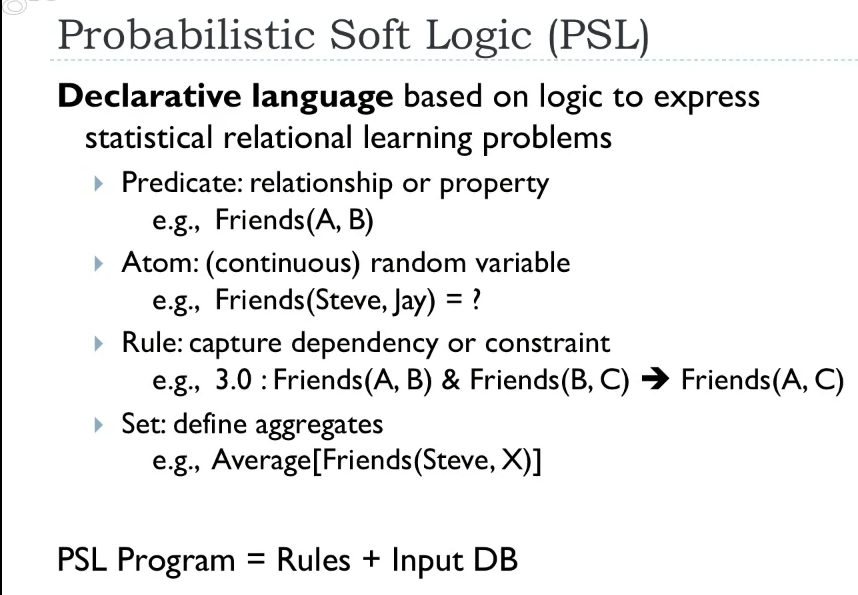 Probabilistic Soft Logic (PSL)
Declarative language based on logic to express
statistical relational learning problems
Predicate: relationship or property
e.g., Friends(A, B)
Atom: (continuous) random variable
e.g., Friends(Steve, Jay) = ?
Rule: capture dependency or constraint
e.g., 3.0 : Friends(A, B) & Friends(B, C) ➔ Friends(A, C)
Set: define aggregates
e.g., Average[Friends(Steve, X)]
PSL Program = Rules + Input DB